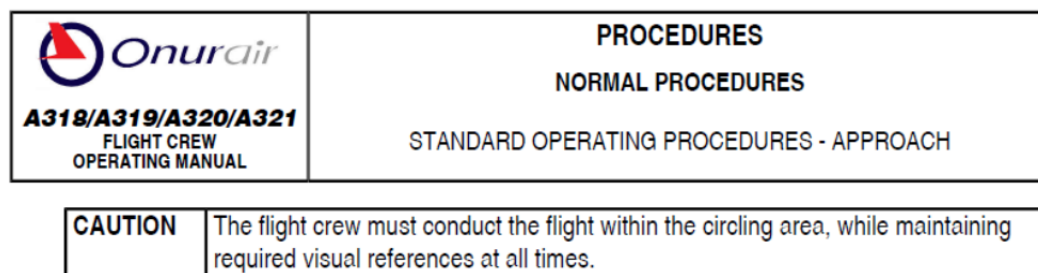 Onurair
A318/A319/A320/A321
FLIGHT CREW
OPERATING MANUAL
PROCEDURES
NORMAL PROCEDURES
STANDARD OPERATING PROCEDURES - APPROACH
CAUTION
The flight crew must conduct the flight within the circling area, while maintaining
required visual references at all times.